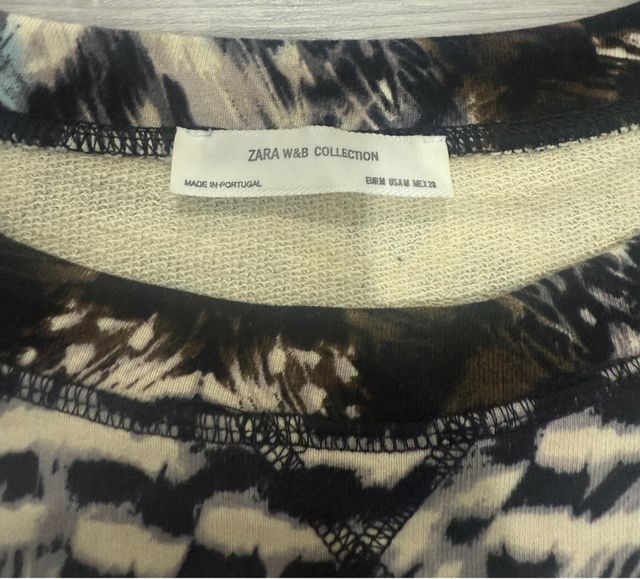 ZARA W&B COLLECTION
MADE IN PORTUGAL
EUR M USA M MEX 28